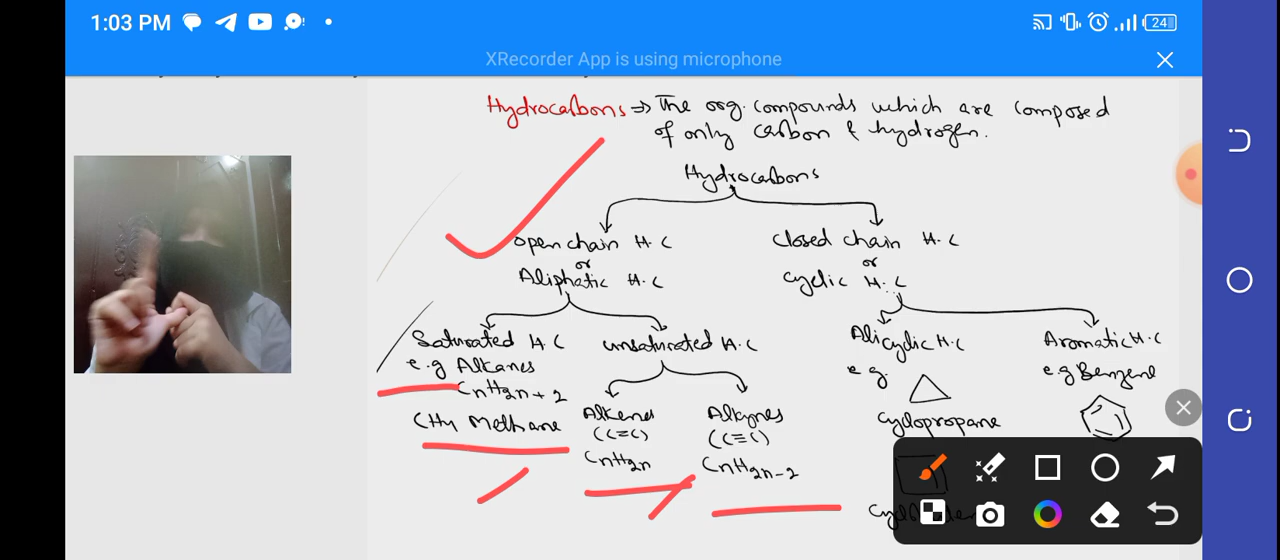 1:03 PM
24
XRecorder App is using microphone
Hydrocarbons ⇒ The org. compounds which are composed
of only carbon & hydrogen.
Hydrocarbons
open chain H.C
or
Aliphatic H.C
Closed chain H.C
or
Cyclic H.C
Saturated H.C
e.g Alkanes
CnH2n+2
CH4 Methane
unsaturated H.C
Alkenes
(C=C)
CnH2n
Alkynes
(C≡C)
CnH2n-2
Alicyclic H.C
e.g.
Cyclopropane
Aromatic H.C
e.g Benzene